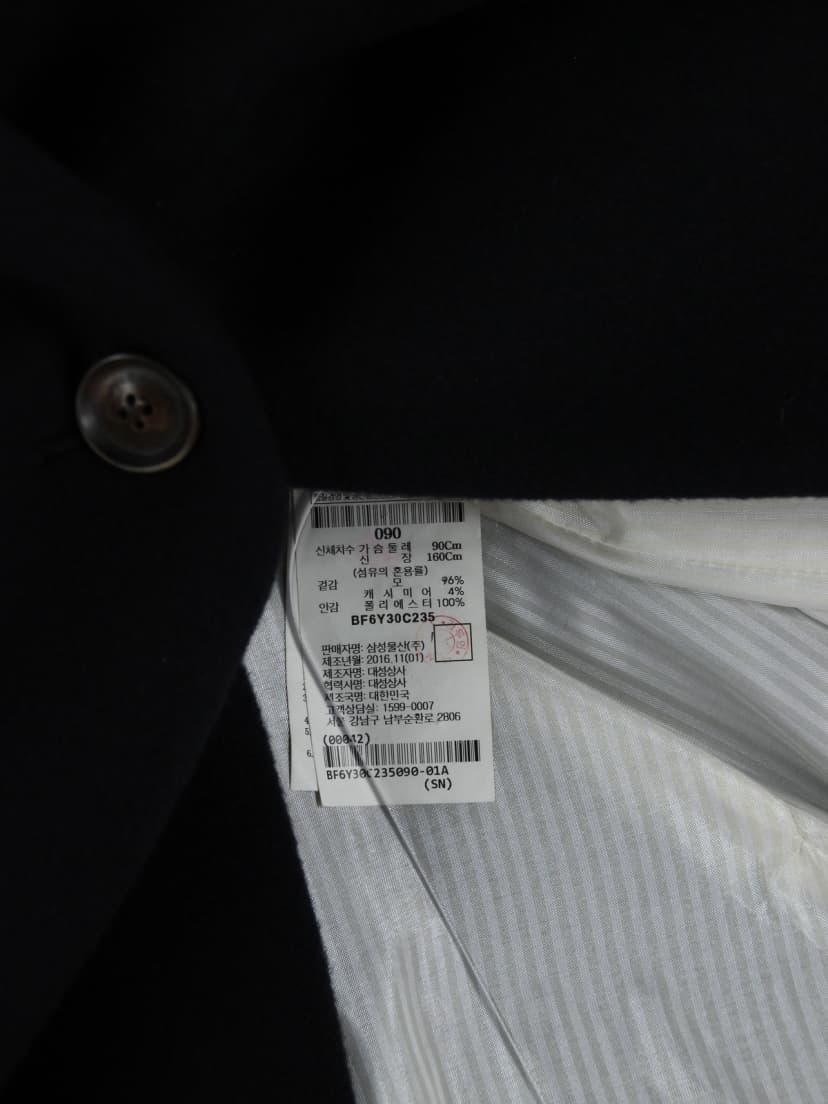 090
신체치수 가 슴 둘 레 90Cm
신 장 160Cm
(섬유의 혼용률)
겉감 모 96%
캐 시 미 어 4%
안감 폴 리 에 스 터 100%
BF6Y30C235
판매자명: 삼성물산(주)
제조년월: 2016.11(01)
제조자명: 대성상사
협력사명: 대성상사
제조국명: 대한민국
고객상담실: 1599-0007
서울 강남구 남부순환로 2806
(00042)
BF6Y30C235090-01A
(SN)